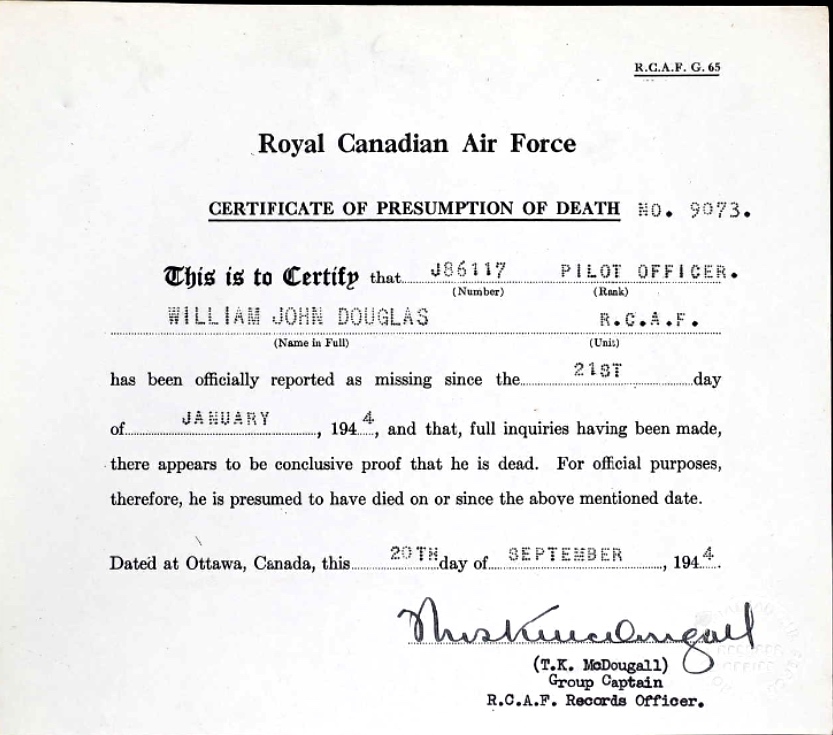 R.C.A.F. G. 65
Royal Canadian Air Force
CERTIFICATE OF PRESUMPTION OF DEATH NO. 9073.
This is to Certify that J86117 PILOT OFFICER.
(Number) (Rank)
WILLIAM JOHN DOUGLAS R.C.A.F.
(Name in Full) (Unit)
has been officially reported as missing since the 21ST day
of JANUARY, 1944, and that, full inquiries having been made,
there appears to be conclusive proof that he is dead. For official purposes,
therefore, he is presumed to have died on or since the above mentioned date.
Dated at Ottawa, Canada, this 20TH day of SEPTEMBER, 1944.
(T.K. McDougall)
Group Captain
R.C.A.F. Records Officer.